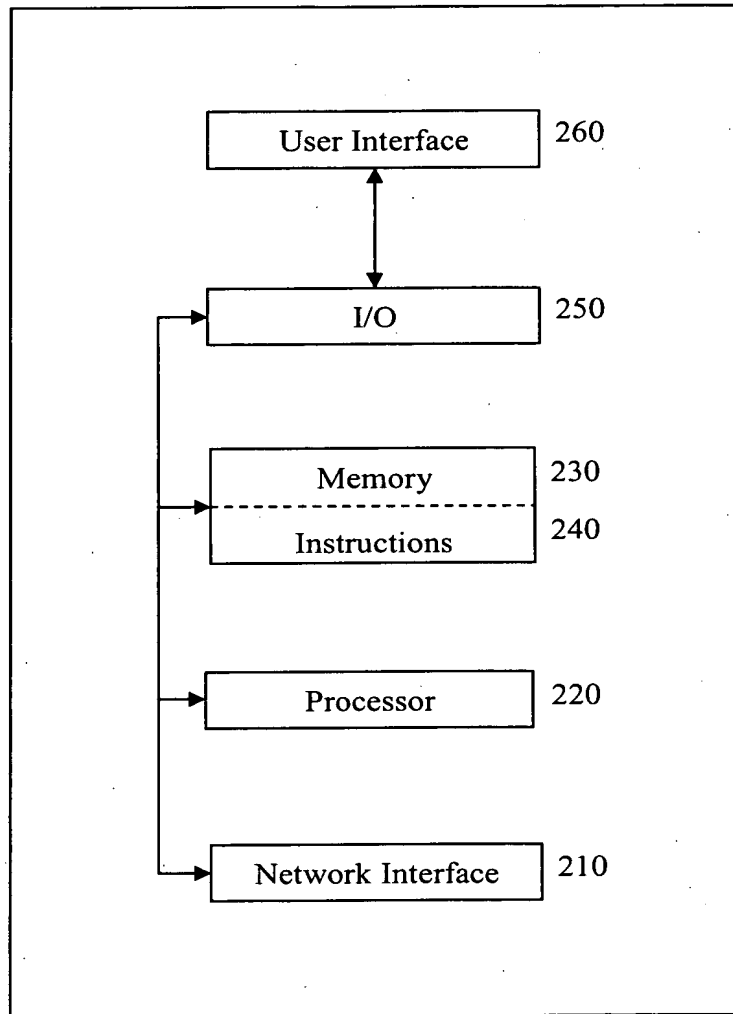 User Interface 260
I/O 250
Memory 230
Instructions 240
Processor 220
Network Interface 210